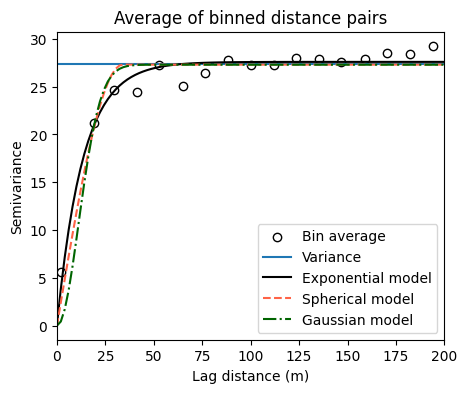 Average of binned distance pairs
Semivariance
30
25
20
15
10
5
0
Bin average
Variance
Exponential model
Spherical model
Gaussian model
0 25 50 75 100 125 150 175 200
Lag distance (m)